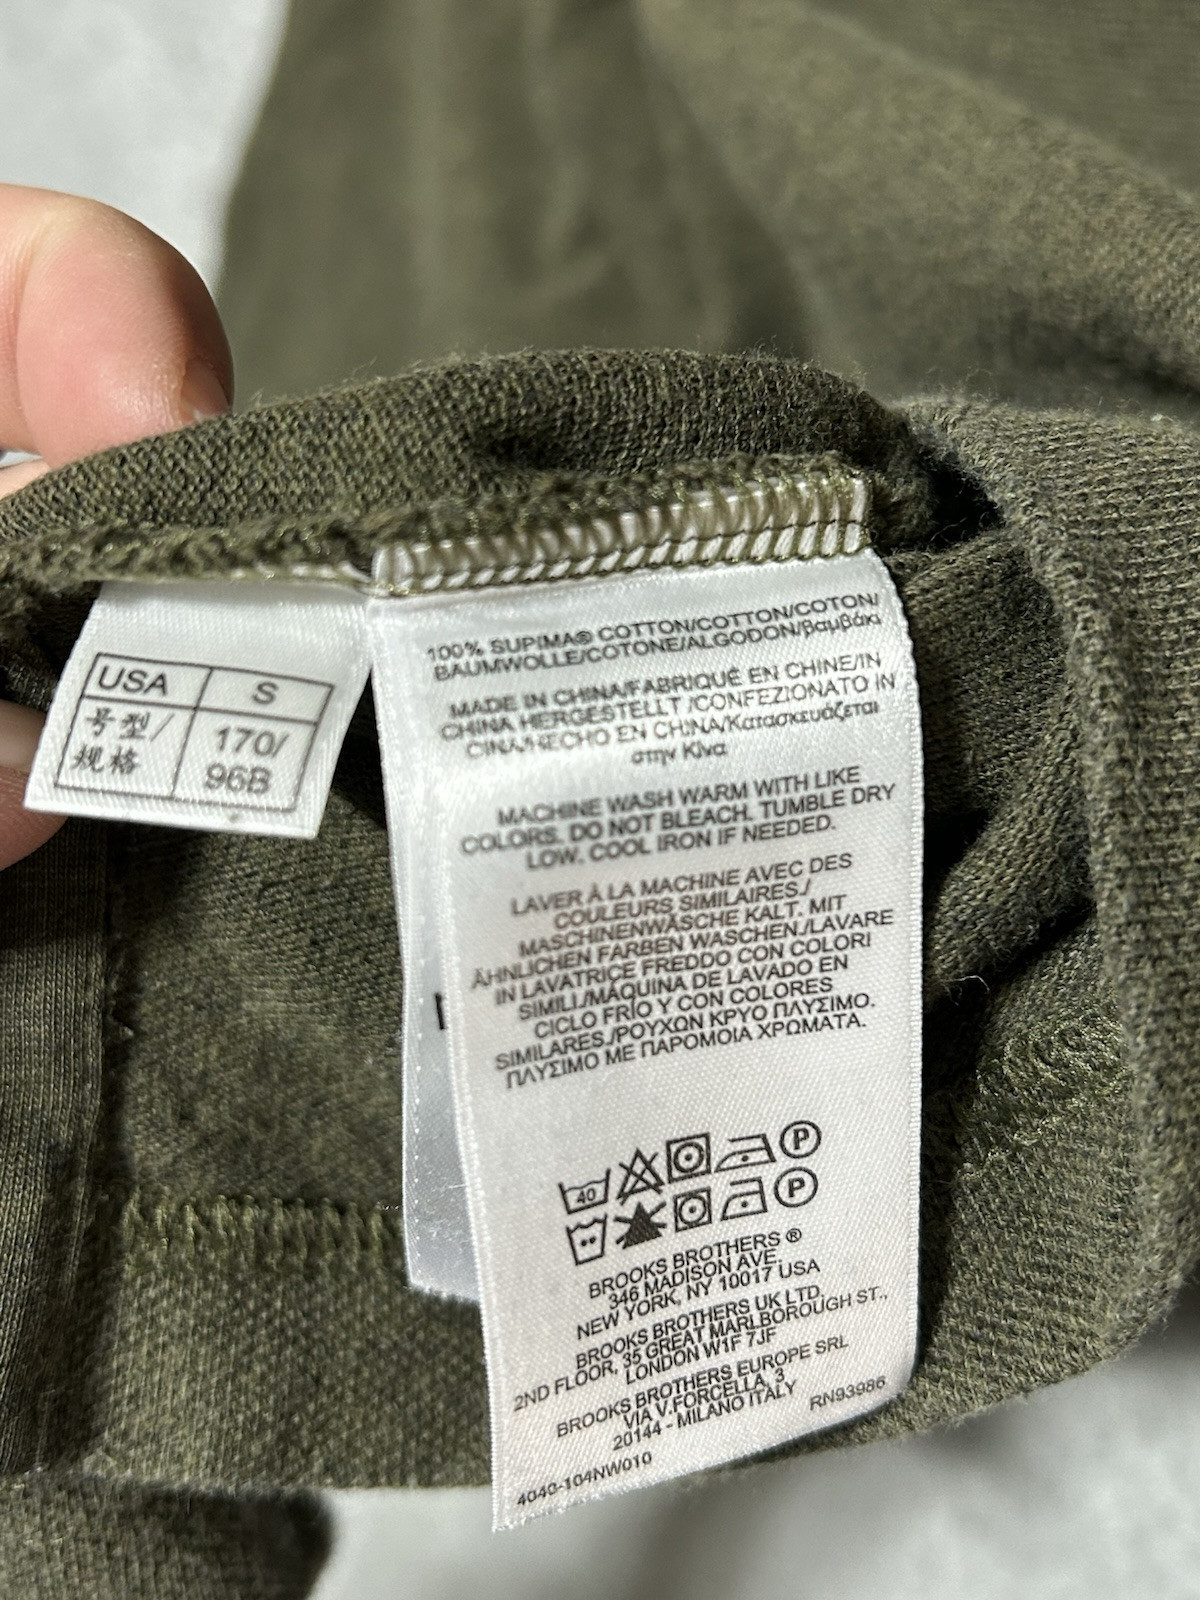 USA S
号型/ 170/
规格 96B
100% SUPIMA® COTTON/COTTON/COTON/
BAUMWOLLE/COTONE/ALGODON/βαμβάκι
MADE IN CHINA/FABRIQUÉ EN CHINE/IN
CHINA HERGESTELLT /CONFEZIONATO IN
CINA/HECHO EN CHINA/Κατασκευάζεται
στην Κίνα
MACHINE WASH WARM WITH LIKE
COLORS. DO NOT BLEACH. TUMBLE DRY
LOW. COOL IRON IF NEEDED.
LAVER À LA MACHINE AVEC DES
COULEURS SIMILAIRES./
MASCHINENWÄSCHE KALT. MIT
ÄHNLICHEN FARBEN WASCHEN./LAVARE
IN LAVATRICE FREDDO CON COLORI
SIMILI./MÁQUINA DE LAVADO EN
CICLO FRÍO Y CON COLORES
SIMILARES./ΡΟΥΧΩΝ ΚΡΥΟ ΠΛΥΣΙΜΟ.
ΠΛΥΣΙΜΟ ΜΕ ΠΑΡΟΜΟΙΑ ΧΡΩΜΑΤΑ.
40 P
P
BROOKS BROTHERS ®
346 MADISON AVE.
NEW YORK, NY 10017 USA
BROOKS BROTHERS UK LTD.
2ND FLOOR, 35 GREAT MARLBOROUGH ST.,
LONDON W1F 7JF
BROOKS BROTHERS EUROPE SRL
VIA V.FORCELLA, 3
20144 - MILANO ITALY
RN93986
4040-104NW010